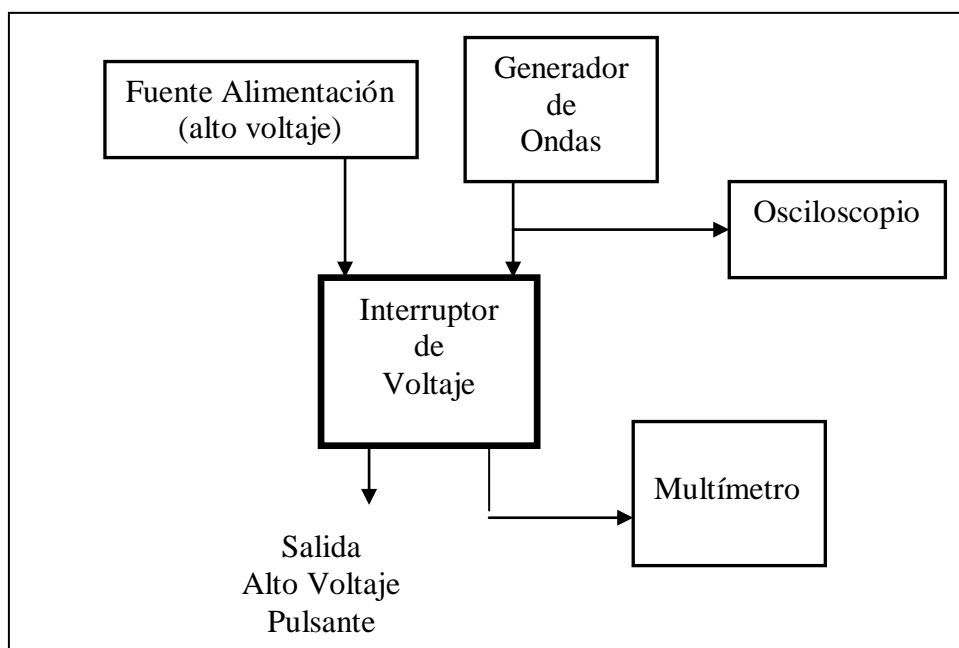 Fuente Alimentación
(alto voltaje)
Generador
de
Ondas
Osciloscopio
Interruptor
de
Voltaje
Multímetro
Salida
Alto Voltaje
Pulsante